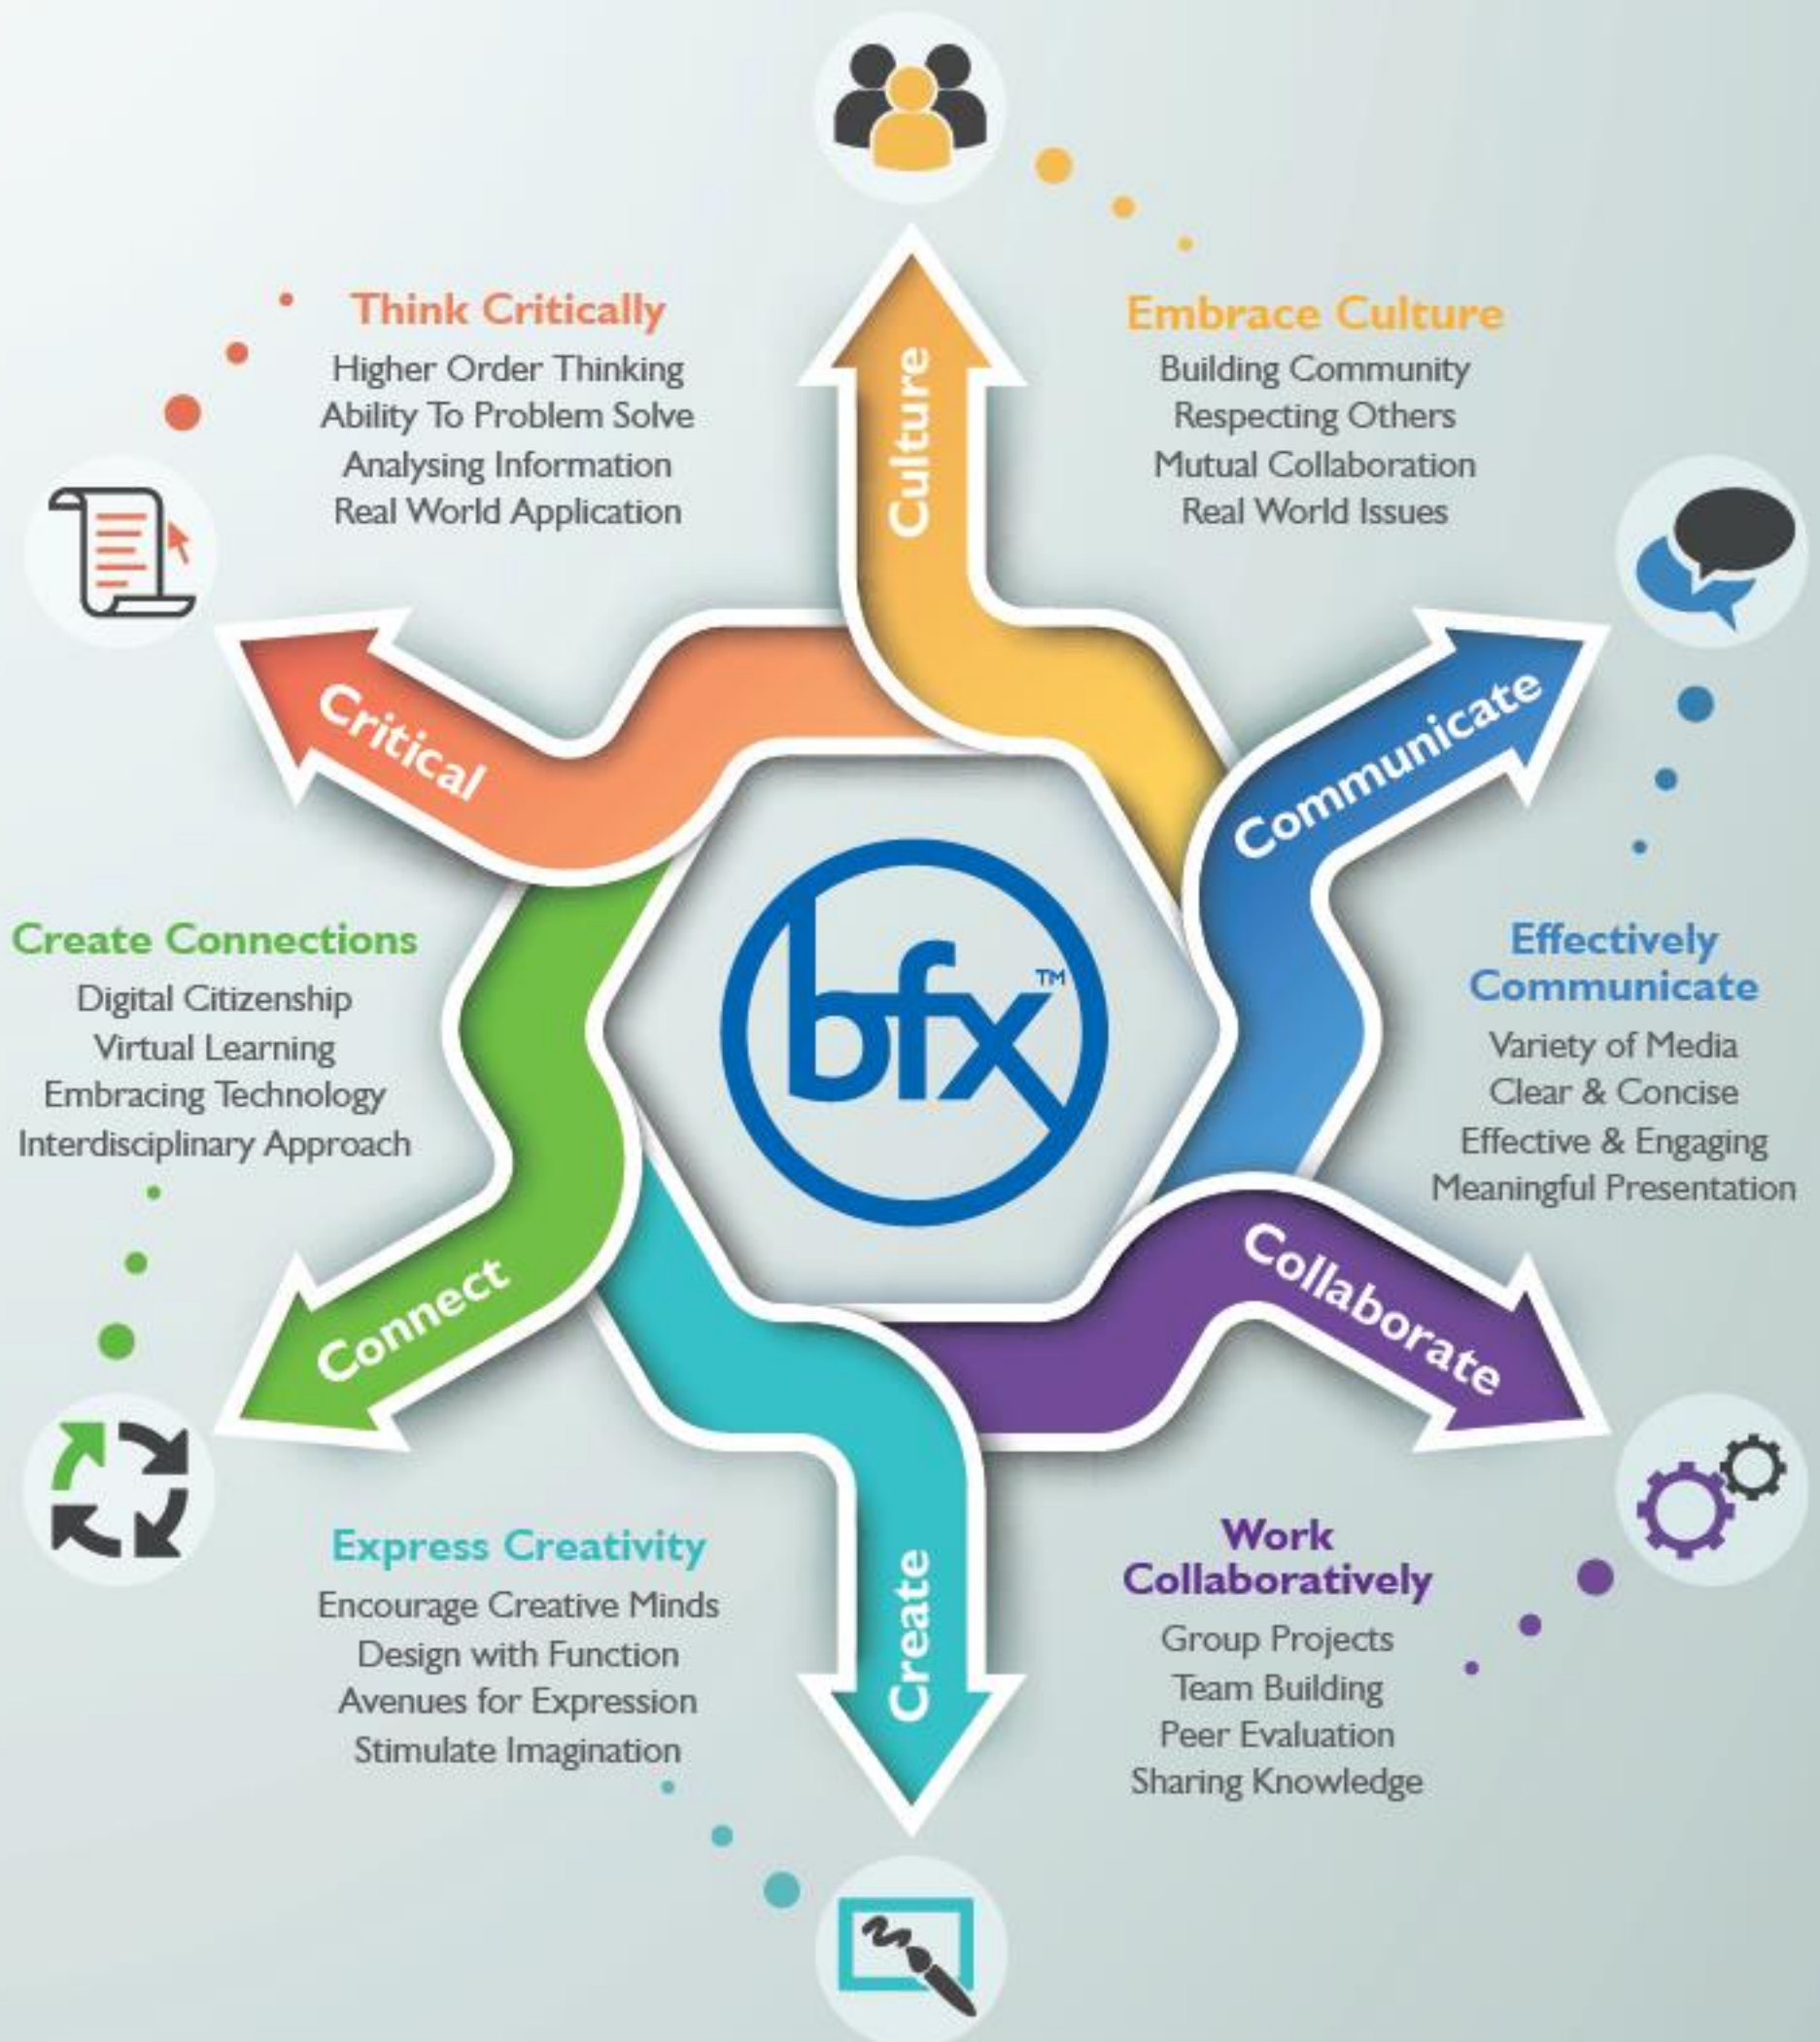 Think Critically
Higher Order Thinking
Ability To Problem Solve
Analysing Information
Real World Application
Culture
Embrace Culture
Building Community
Respecting Others
Mutual Collaboration
Real World Issues
Critical
Communicate
Create Connections
Digital Citizenship
Virtual Learning
Embracing Technology
Interdisciplinary Approach
bfx™
Effectively
Communicate
Variety of Media
Clear & Concise
Effective & Engaging
Meaningful Presentation
Connect
Collaborate
Express Creativity
Encourage Creative Minds
Design with Function
Avenues for Expression
Stimulate Imagination
Create
Work
Collaboratively
Group Projects
Team Building
Peer Evaluation
Sharing Knowledge